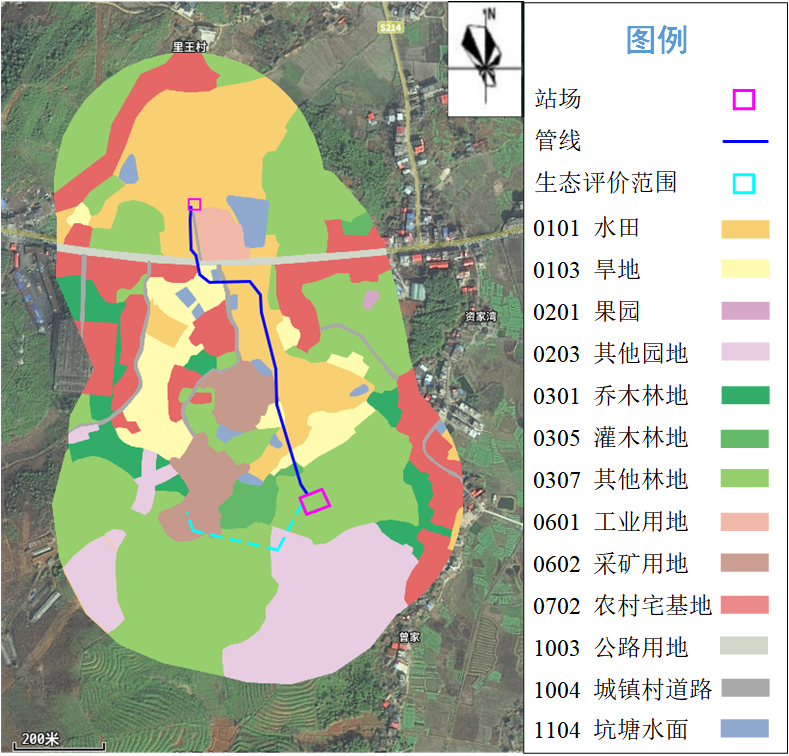 里王村
S214
N
资家湾
曾家
200米
图例
站场
管线
生态评价范围
0101 水田
0103 旱地
0201 果园
0203 其他园地
0301 乔木林地
0305 灌木林地
0307 其他林地
0601 工业用地
0602 采矿用地
0702 农村宅基地
1003 公路用地
1004 城镇村道路
1104 坑塘水面